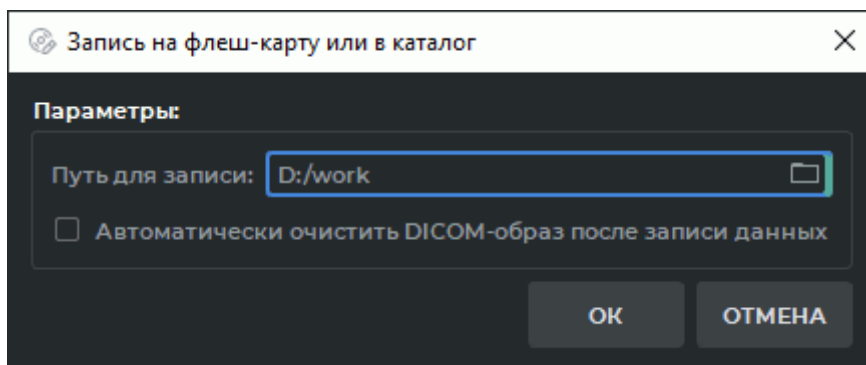 Запись на флеш-карту или в каталог
Параметры:
Путь для записи: D:/work
Автоматически очистить DICOM-образ после записи данных
ОК ОТМЕНА